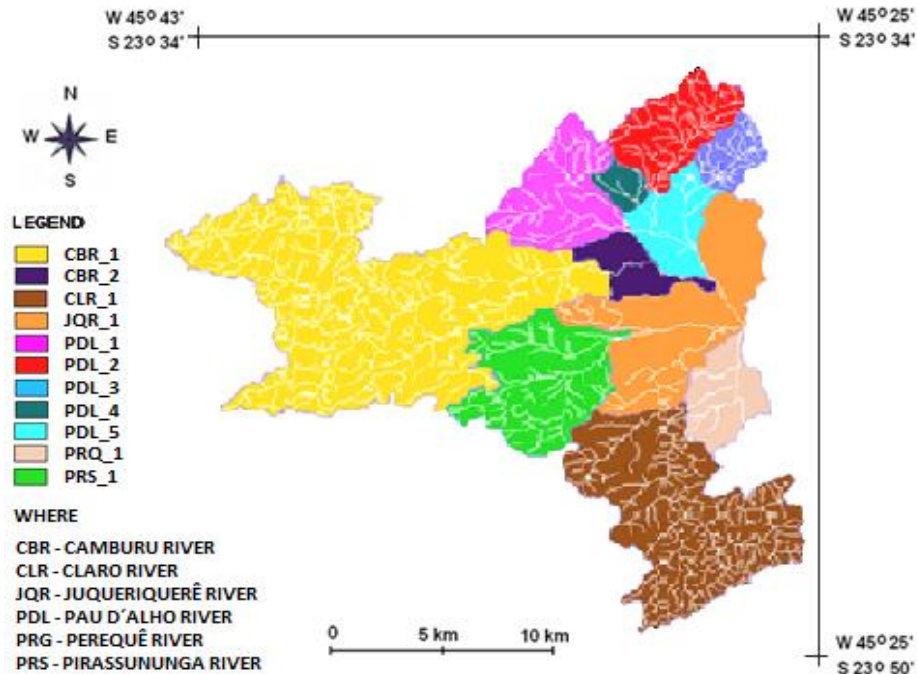 W 45º 43'
S 23º 34'
W 45º 25'
S 23º 34'
N
W
E
S
LEGEND
CBR_1
CBR_2
CLR_1
JQR_1
PDL_1
PDL_2
PDL_3
PDL_4
PDL_5
PRQ_1
PRS_1
WHERE
CBR - CAMBURU RIVER
CLR - CLARO RIVER
JQR - JUQUERIQUERÊ RIVER
PDL - PAU D´ALHO RIVER
PRG - PEREQUÊ RIVER
PRS - PIRASSUNUNGA RIVER
0 5 km 10 km
W 45º 25'
S 23º 50'